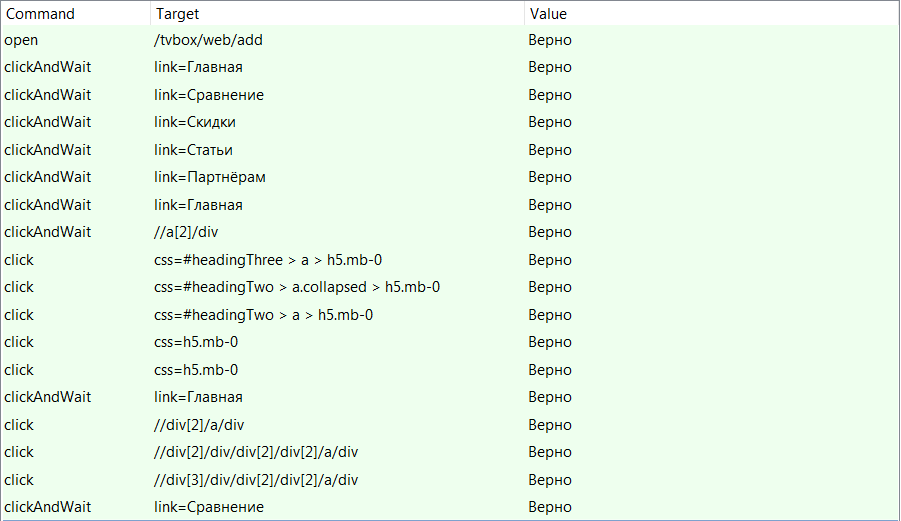 Command Target Value
open /tvbox/web/add Верно
clickAndWait link=Главная Верно
clickAndWait link=Сравнение Верно
clickAndWait link=Скидки Верно
clickAndWait link=Статьи Верно
clickAndWait link=Партнёрам Верно
clickAndWait link=Главная Верно
clickAndWait //a[2]/div Верно
click css=#headingThree > a > h5.mb-0 Верно
click css=#headingTwo > a.collapsed > h5.mb-0 Верно
click css=#headingTwo > a > h5.mb-0 Верно
click css=h5.mb-0 Верно
click css=h5.mb-0 Верно
clickAndWait link=Главная Верно
click //div[2]/a/div Верно
click //div[2]/div/div[2]/div[2]/a/div Верно
click //div[3]/div/div[2]/div[2]/a/div Верно
clickAndWait link=Сравнение Верно